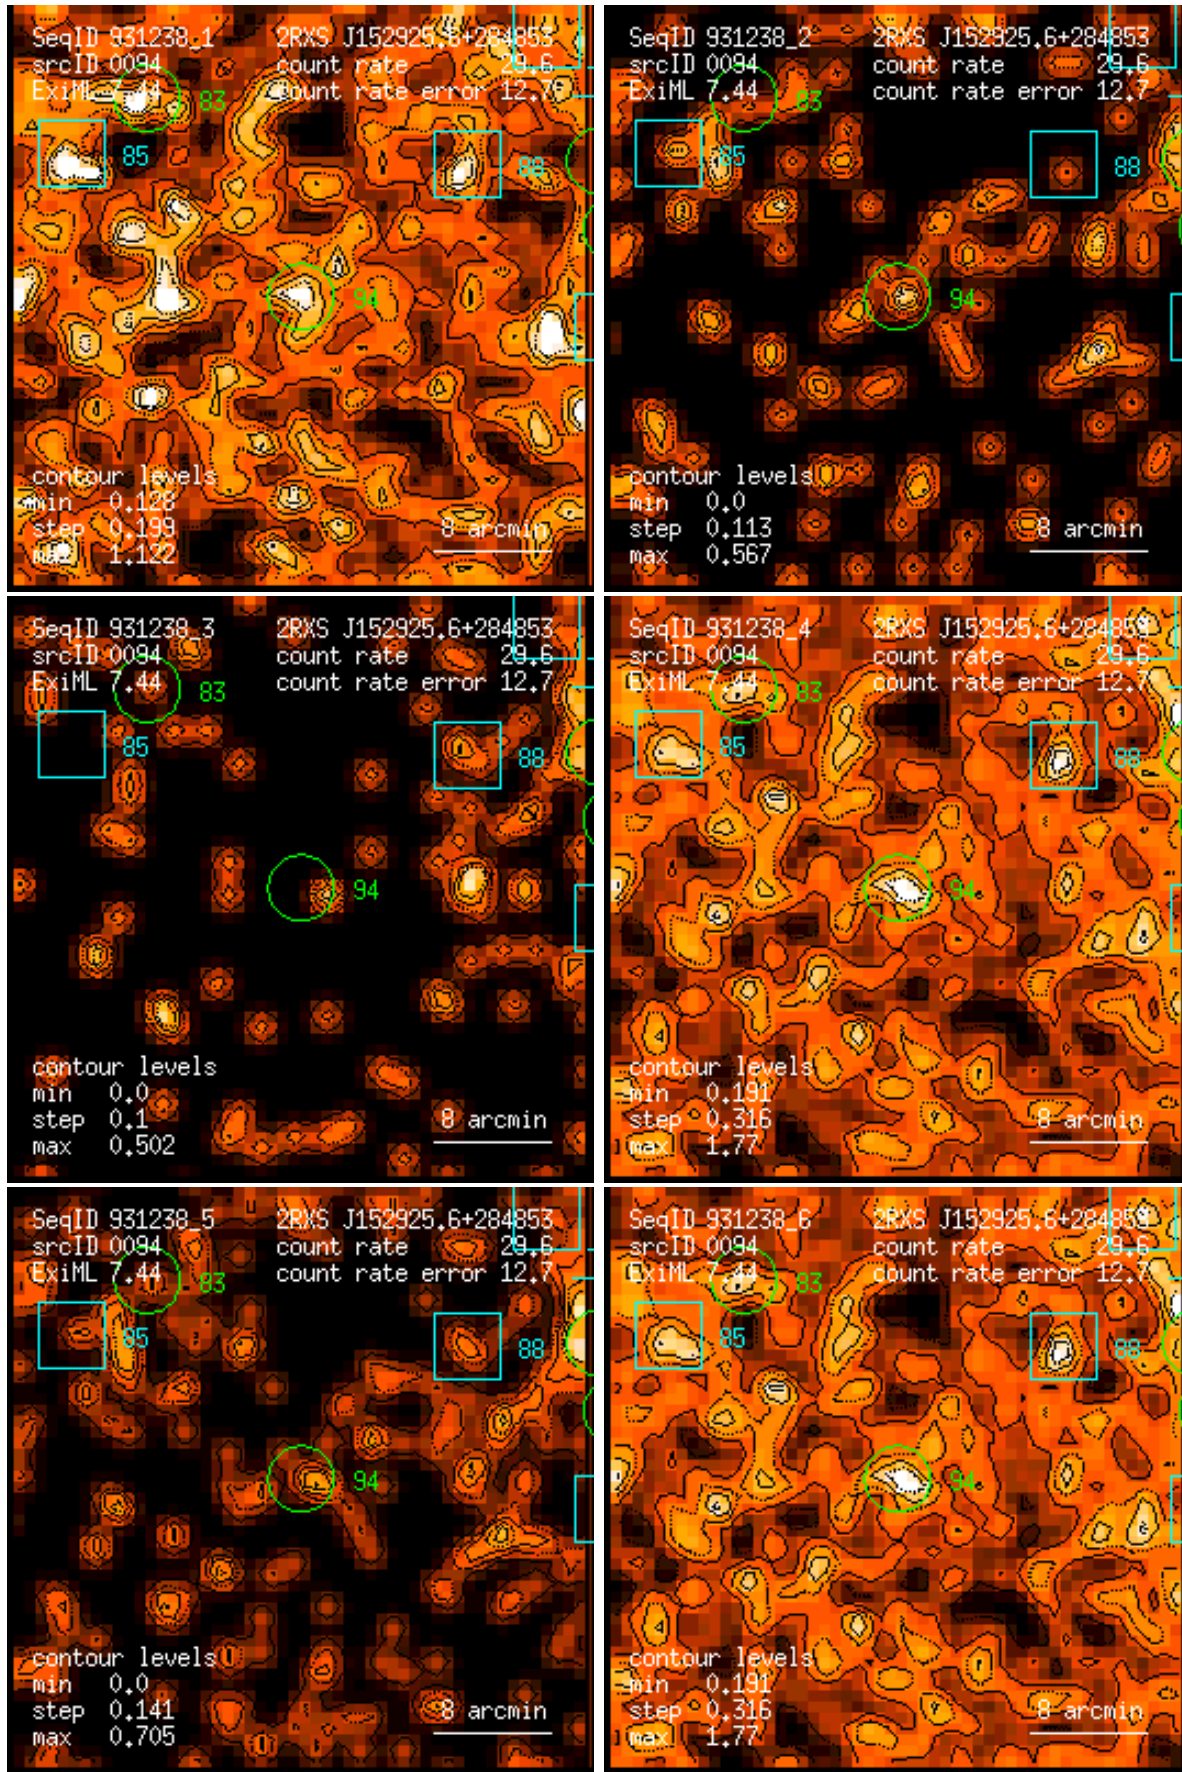 SeqID 931238_1 2RXS J152925.6+284853
srcID 0094 count rate 29.6
ExiML 7.44 count rate error 12.7
83
85
88
94
contour levels
min 0.128
step 0.199
max 1.122
8 arcmin
SeqID 931238_2 2RXS J152925.6+284853
srcID 0094 count rate 29.6
ExiML 7.44 count rate error 12.7
83
85
88
94
contour levels
min 0.0
step 0.113
max 0.567
8 arcmin
SeqID 931238_3 2RXS J152925.6+284853
srcID 0094 count rate 29.6
ExiML 7.44 count rate error 12.7
83
85
88
94
contour levels
min 0.0
step 0.1
max 0.502
8 arcmin
SeqID 931238_4 2RXS J152925.6+284853
srcID 0094 count rate 29.6
ExiML 7.44 count rate error 12.7
83
85
88
94
contour levels
min 0.191
step 0.316
max 1.77
8 arcmin
SeqID 931238_5 2RXS J152925.6+284853
srcID 0094 count rate 29.6
ExiML 7.44 count rate error 12.7
83
85
88
94
contour levels
min 0.0
step 0.141
max 0.705
8 arcmin
SeqID 931238_6 2RXS J152925.6+284853
srcID 0094 count rate 29.6
ExiML 7.44 count rate error 12.7
83
85
88
94
contour levels
min 0.191
step 0.316
max 1.77
8 arcmin